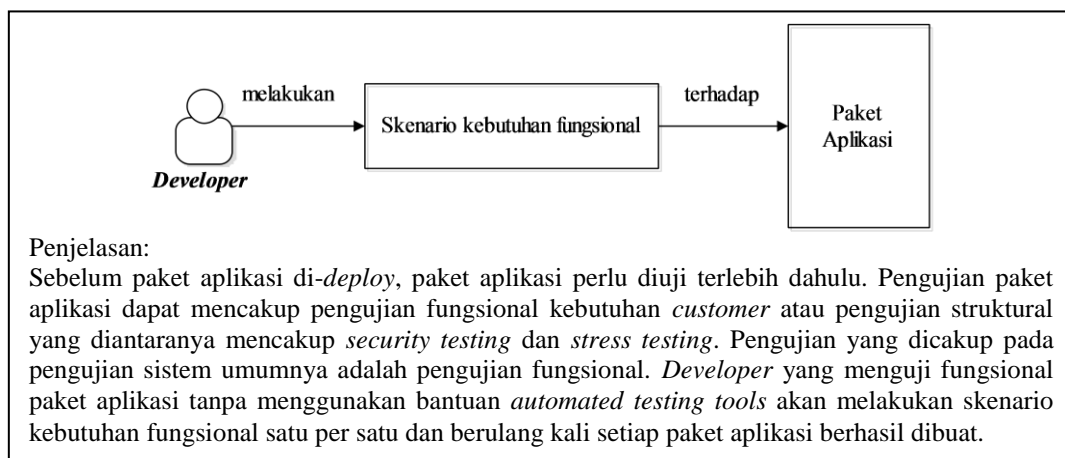 melakukan
terhadap
Skenario kebutuhan fungsional
Paket
Aplikasi
Developer
Penjelasan:
Sebelum paket aplikasi di-deploy, paket aplikasi perlu diuji terlebih dahulu. Pengujian paket
aplikasi dapat mencakup pengujian fungsional kebutuhan customer atau pengujian struktural
yang diantaranya mencakup security testing dan stress testing. Pengujian yang dicakup pada
pengujian sistem umumnya adalah pengujian fungsional. Developer yang menguji fungsional
paket aplikasi tanpa menggunakan bantuan automated testing tools akan melakukan skenario
kebutuhan fungsional satu per satu dan berulang kali setiap paket aplikasi berhasil dibuat.